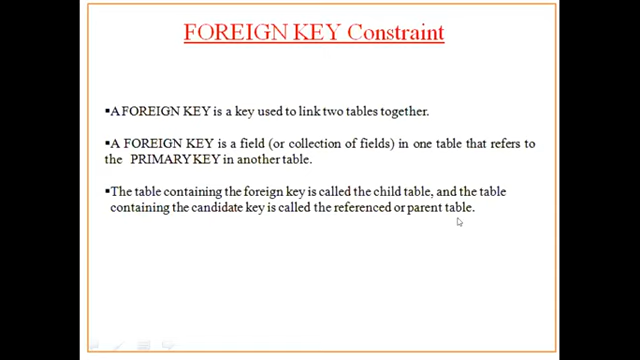 FOREIGN KEY Constraint
▪A FOREIGN KEY is a key used to link two tables together.
▪A FOREIGN KEY is a field (or collection of fields) in one table that refers to
the PRIMARY KEY in another table.
▪The table containing the foreign key is called the child table, and the table
containing the candidate key is called the referenced or parent table.